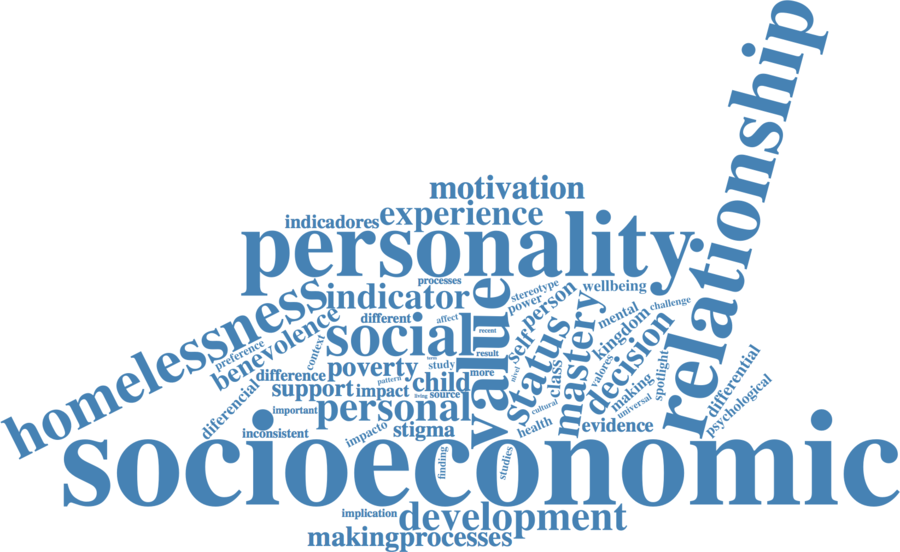 relationship
motivation
indicadores
experience
personality
processes
homelessness
indicator
value
stereotype
power
person
wellbeing
different
affect
social
recent
benevolence
preference
context
self
status
mastery
mental
kingdom
challenge
decision
result
poverty
study
more
difference
diferencial
pattern
child
support
impact
living
source
nivel
class
valores
making
spotlight
universal
differential
psychological
important
personal
cultural
health
evidence
inconsistent
impacto
stigma
socioeconomic
finding
studies
implication
development
makingprocesses